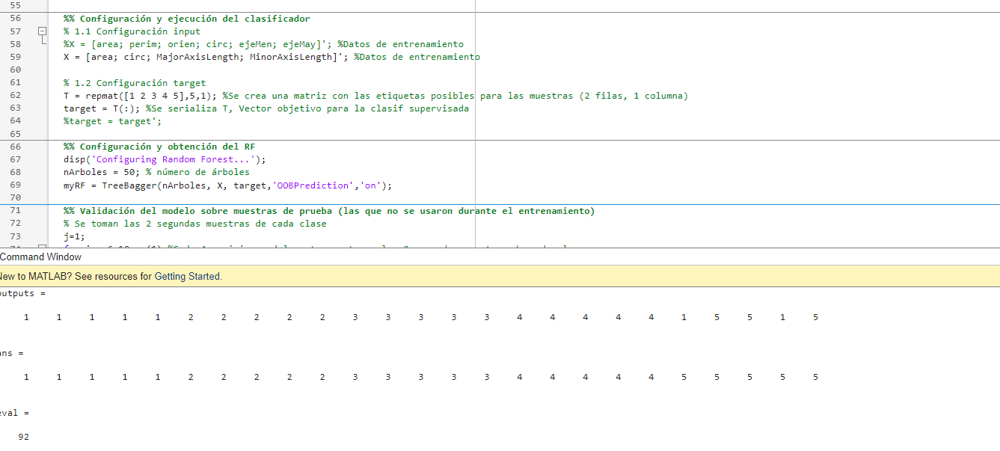 55
56 %% Configuración y ejecución del clasificador
57 % 1.1 Configuración input
58 %X = [area; perim; orien; circ; ejeMen; ejeMay]'; %Datos de entrenamiento
59 X = [area; circ; MajorAxisLength; MinorAxisLength]'; %Datos de entrenamiento
60
61 % 1.2 Configuración target
62 T = repmat([1 2 3 4 5],5,1); %Se crea una matriz con las etiquetas posibles para las muestras (2 filas, 1 columna)
63 target = T(:); %Se serializa T, Vector objetivo para la clasif supervisada
64 %target = target';
65
66 %% Configuración y obtención del RF
67 disp('Configuring Random Forest...');
68 nArboles = 50; % número de árboles
69 myRF = TreeBagger(nArboles, X, target,'OOBPrediction','on');
70
71 %% Validación del modelo sobre muestras de prueba (las que no se usaron durante el entrenamiento)
72 % Se toman las 2 segundas muestras de cada clase
73 j=1;
Command Window
New to MATLAB? See resources for Getting Started.
outputs =
1 1 1 1 1 2 2 2 2 2 3 3 3 3 3 4 4 4 4 4 1 5 5 1 5
ans =
1 1 1 1 1 2 2 2 2 2 3 3 3 3 3 4 4 4 4 4 5 5 5 5 5
eval =
92